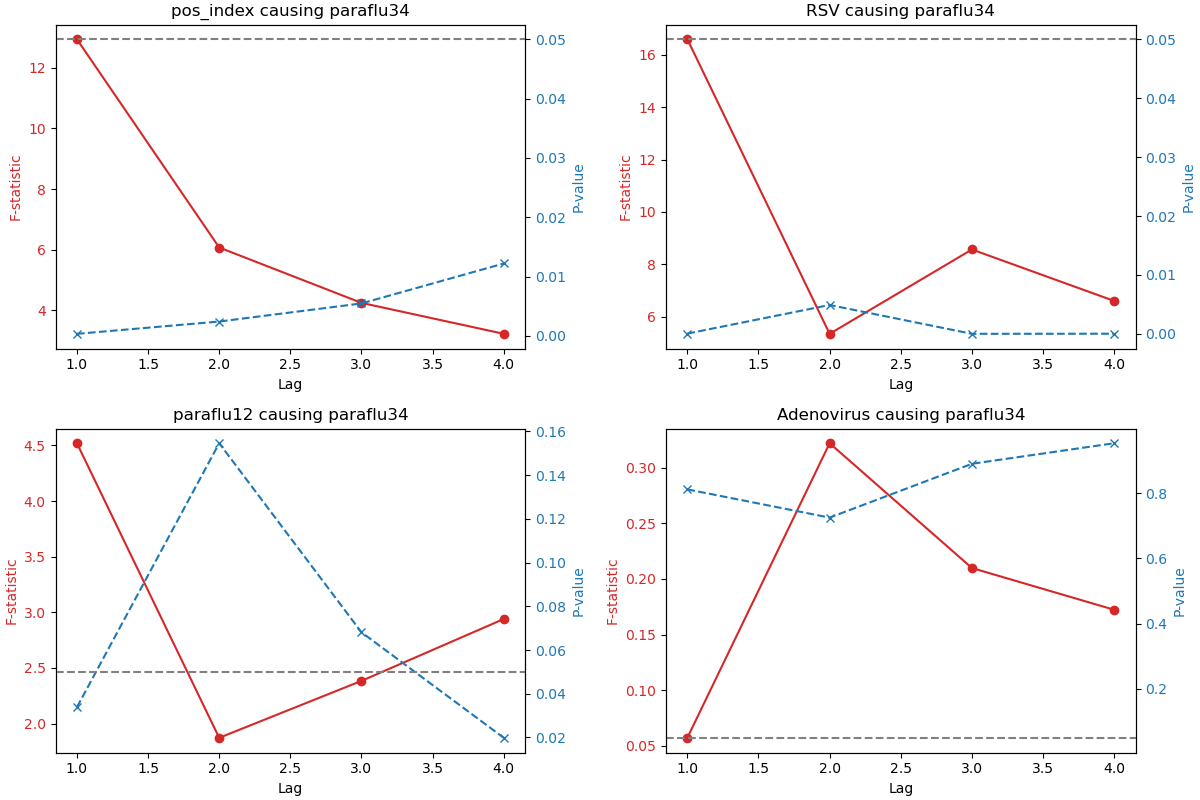 pos_index causing paraflu34
F-statistic
12
10
8
6
4
0.05
0.04
0.03
0.02
0.01
0.00
P-value
1.0 1.5 2.0 2.5 3.0 3.5 4.0
Lag
RSV causing paraflu34
F-statistic
16
14
12
10
8
6
0.05
0.04
0.03
0.02
0.01
0.00
P-value
1.0 1.5 2.0 2.5 3.0 3.5 4.0
Lag
paraflu12 causing paraflu34
F-statistic
4.5
4.0
3.5
3.0
2.5
2.0
0.16
0.14
0.12
0.10
0.08
0.06
0.04
0.02
P-value
1.0 1.5 2.0 2.5 3.0 3.5 4.0
Lag
Adenovirus causing paraflu34
F-statistic
0.30
0.25
0.20
0.15
0.10
0.05
0.8
0.6
0.4
0.2
P-value
1.0 1.5 2.0 2.5 3.0 3.5 4.0
Lag